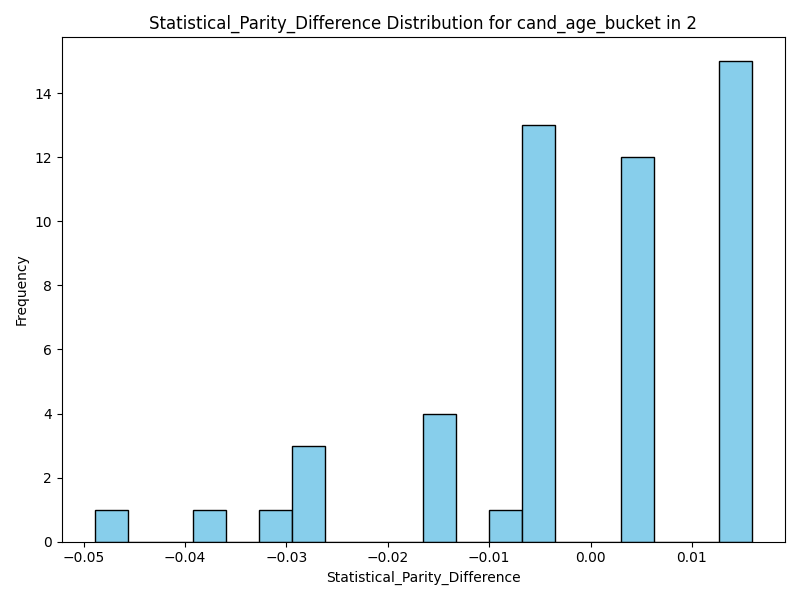 Statistical_Parity_Difference Distribution for cand_age_bucket in 2
Frequency
14
12
10
8
6
4
2
0
−0.05 −0.04 −0.03 −0.02 −0.01 0.00 0.01
Statistical_Parity_Difference